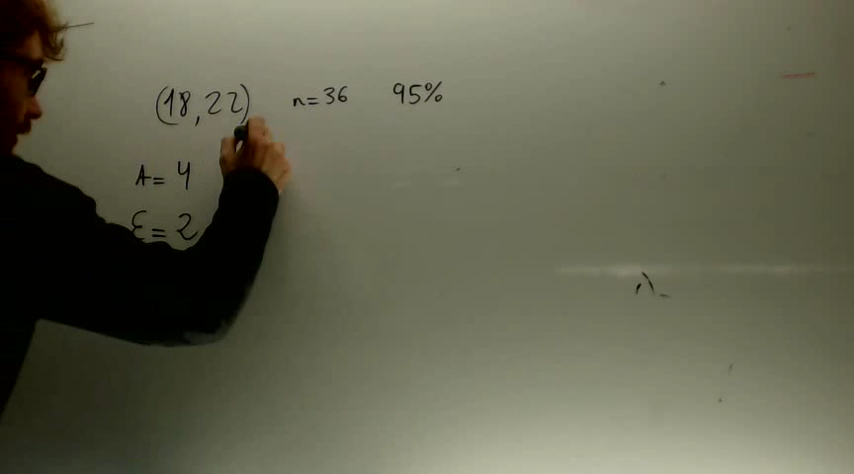 (18, 22) n=36 95%
A= 4
Ɛ= 2